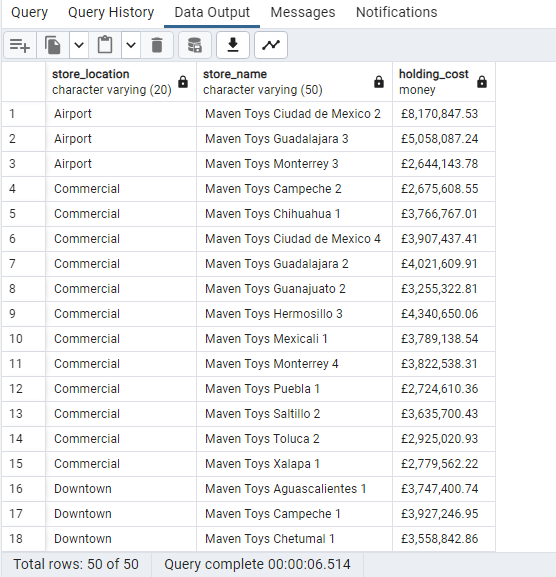 Query Query History Data Output Messages Notifications
store_location store_name holding_cost
character varying (20) character varying (50) money
1 Airport Maven Toys Ciudad de Mexico 2 £8,170,847.53
2 Airport Maven Toys Guadalajara 3 £5,058,087.24
3 Airport Maven Toys Monterrey 3 £2,644,143.78
4 Commercial Maven Toys Campeche 2 £2,675,608.55
5 Commercial Maven Toys Chihuahua 1 £3,766,767.01
6 Commercial Maven Toys Ciudad de Mexico 4 £3,907,437.41
7 Commercial Maven Toys Guadalajara 2 £4,021,609.91
8 Commercial Maven Toys Guanajuato 2 £3,255,322.81
9 Commercial Maven Toys Hermosillo 3 £4,340,650.06
10 Commercial Maven Toys Mexicali 1 £3,789,138.54
11 Commercial Maven Toys Monterrey 4 £3,822,538.31
12 Commercial Maven Toys Puebla 1 £2,724,610.36
13 Commercial Maven Toys Saltillo 2 £3,635,700.43
14 Commercial Maven Toys Toluca 2 £2,925,020.93
15 Commercial Maven Toys Xalapa 1 £2,779,562.22
16 Downtown Maven Toys Aguascalientes 1 £3,747,400.74
17 Downtown Maven Toys Campeche 1 £3,927,246.95
18 Downtown Maven Toys Chetumal 1 £3,558,842.86
Total rows: 50 of 50 Query complete 00:00:06.514